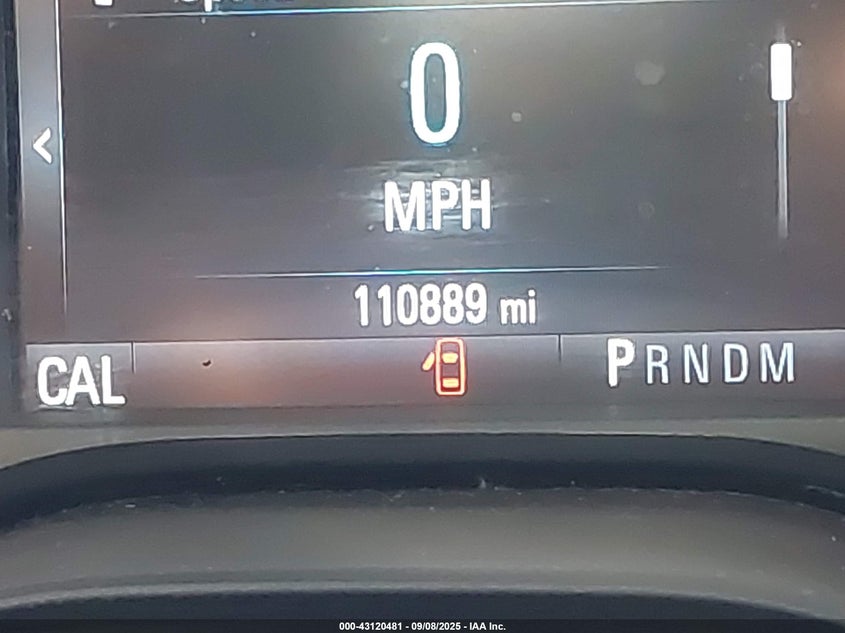 0
MPH
110889 mi
CAL
PRNDM
000-43120481 - 09/08/2025 - IAA Inc.